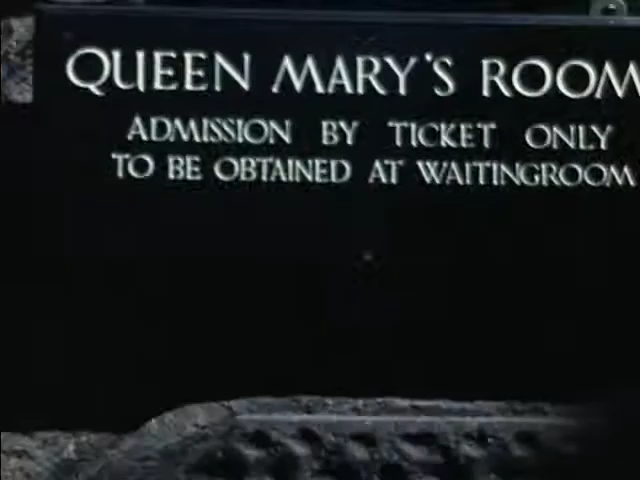 QUEEN MARY'S ROOM
ADMISSION BY TICKET ONLY
TO BE OBTAINED AT WAITINGROOM